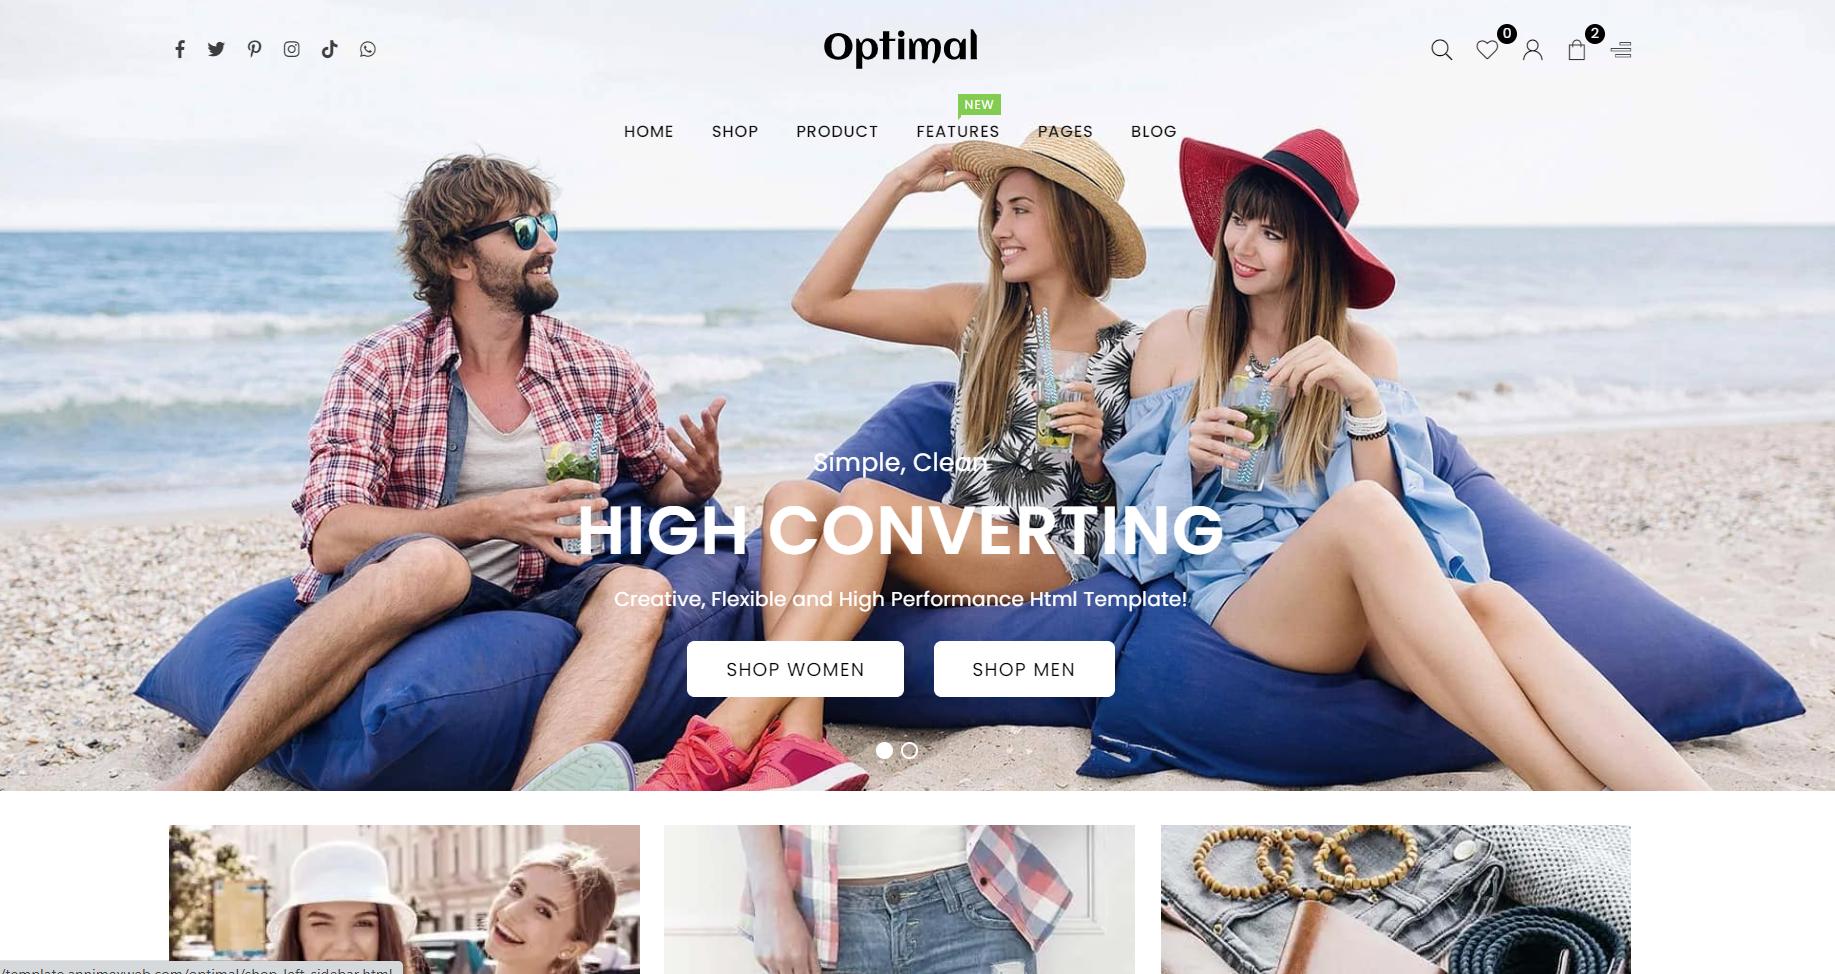 Optimal
0
2
NEW
HOME SHOP PRODUCT FEATURES PAGES BLOG
Simple, Clean
HIGH CONVERTING
Creative, Flexible and High Performance Html Template!
SHOP WOMEN SHOP MEN
/template.annimexweb.com/optimal/shop-left-sidebar.html